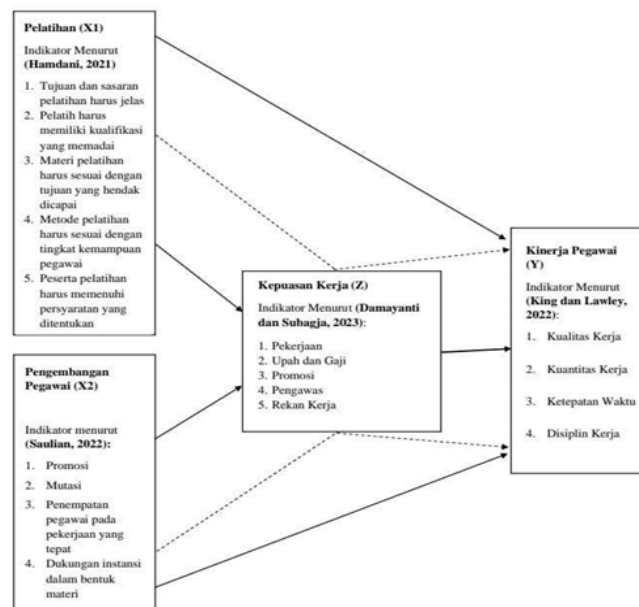 Pelatihan (X1)
Indikator Menurut
(Hamdani, 2021)
1. Tujuan dan sasaran
pelatihan harus jelas
2. Pelatih harus
memiliki kualifikasi
yang memadai
3. Materi pelatihan
harus sesuai dengan
tujuan yang hendak
dicapai
4. Metode pelatihan
harus sesuai dengan
tingkat kemampuan
pegawai
5. Peserta pelatihan
harus memenuhi
persyaratan yang
ditentukan
Pengembangan
Pegawai (X2)
Indikator menurut
(Saulian, 2022):
1. Promosi
2. Mutasi
3. Penempatan
pegawai pada
pekerjaan yang
tepat
4. Dukungan instansi
dalam bentuk
materi
Kepuasan Kerja (Z)
Indikator Menurut (Damayanti
dan Subagja, 2023):
1. Pekerjaan
2. Upah dan Gaji
3. Promosi
4. Pengawas
5. Rekan Kerja
Kinerja Pegawai
(Y)
Indikator Menurut
(King dan Lawley,
2022):
1. Kualitas Kerja
2. Kuantitas Kerja
3. Ketepatan Waktu
4. Disiplin Kerja